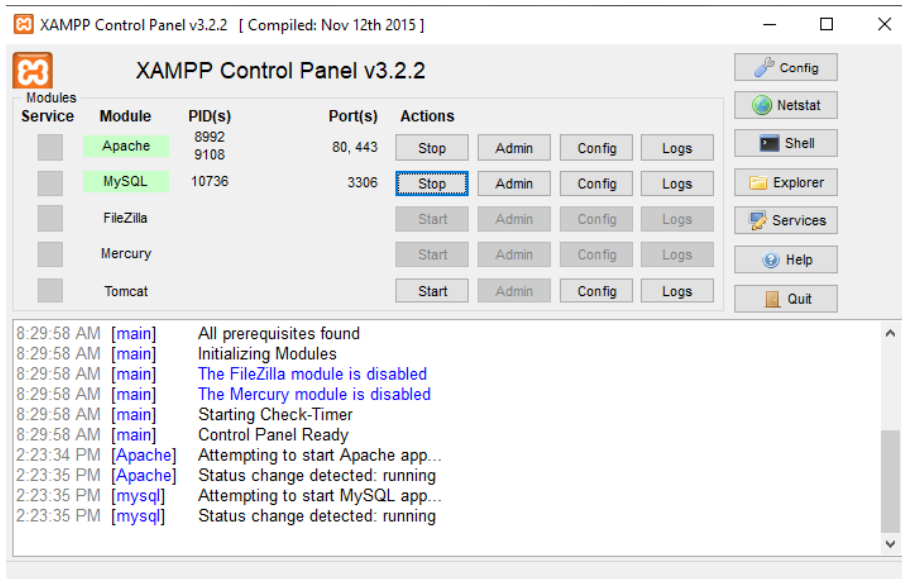 XAMPP Control Panel v3.2.2 [ Compiled: Nov 12th 2015 ]
XAMPP Control Panel v3.2.2
Config
Modules
Netstat
Service Module PID(s) Port(s) Actions
Apache 8992 9108 80, 443 Stop Admin Config Logs
Shell
MySQL 10736 3306 Stop Admin Config Logs
Explorer
FileZilla Start Admin Config Logs
Services
Mercury Start Admin Config Logs
Help
Tomcat Start Admin Config Logs
Quit
8:29:58 AM [main] All prerequisites found
8:29:58 AM [main] Initializing Modules
8:29:58 AM [main] The FileZilla module is disabled
8:29:58 AM [main] The Mercury module is disabled
8:29:58 AM [main] Starting Check-Timer
8:29:58 AM [main] Control Panel Ready
2:23:34 PM [Apache] Attempting to start Apache app...
2:23:35 PM [Apache] Status change detected: running
2:23:35 PM [mysql] Attempting to start MySQL app...
2:23:35 PM [mysql] Status change detected: running